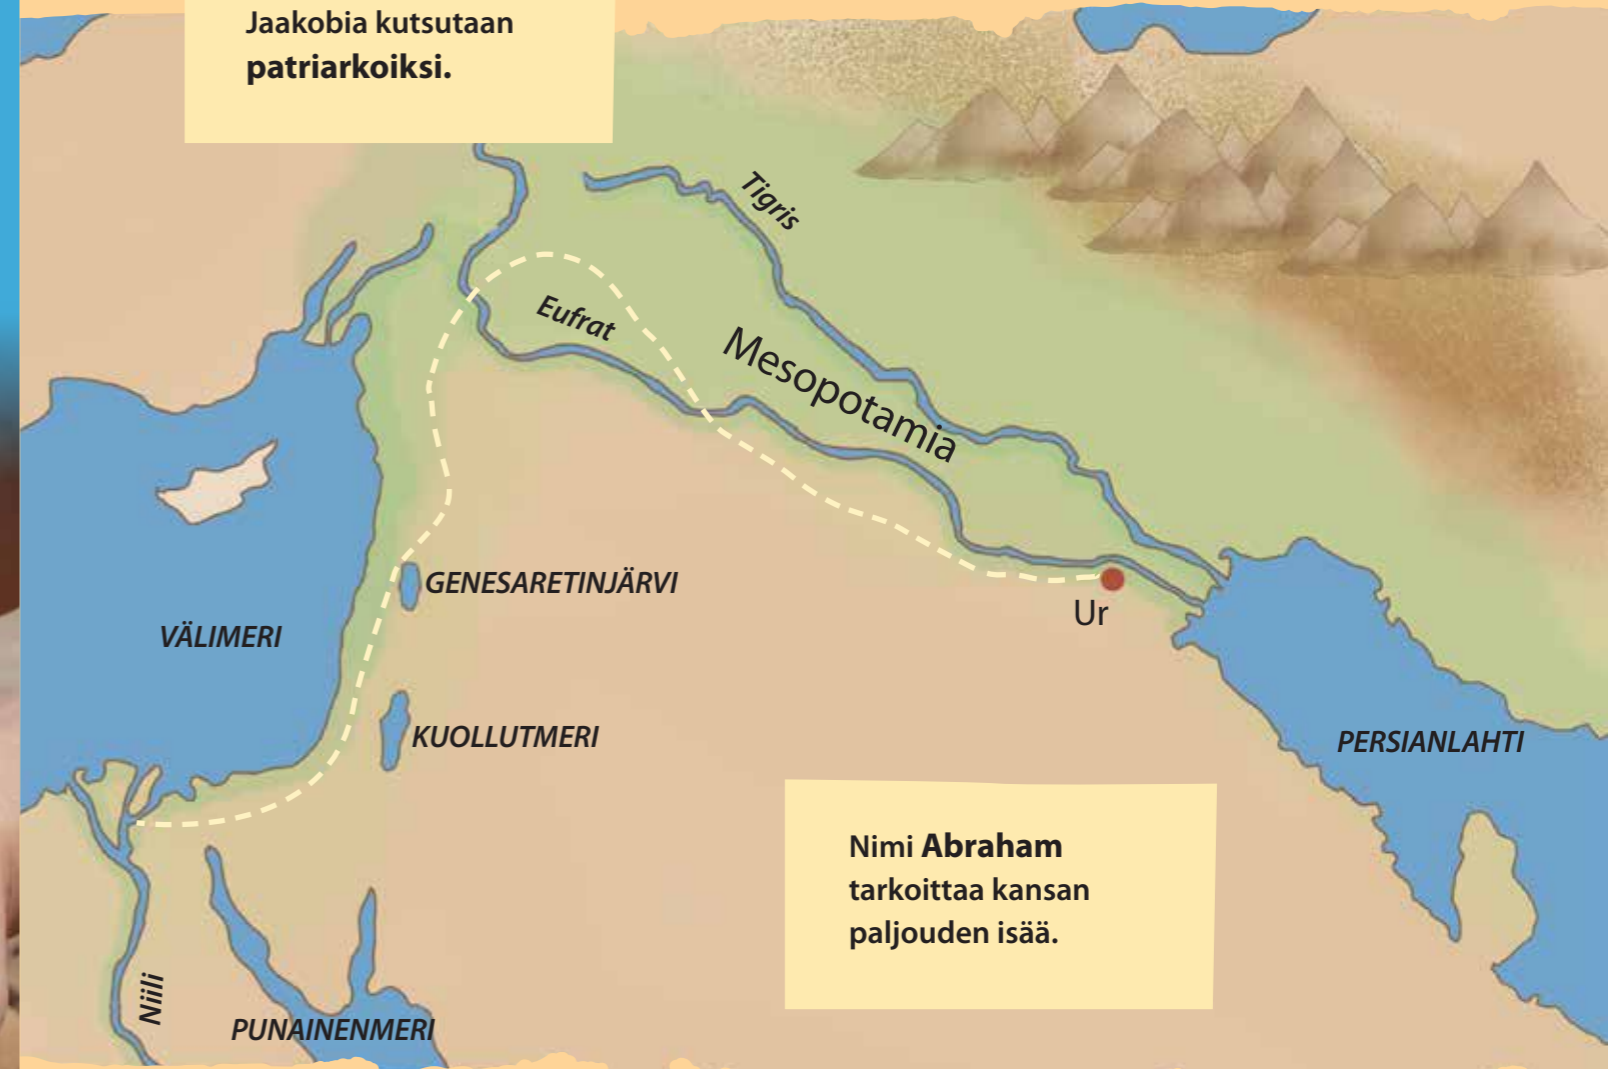 Jaakobia kutsutaan
patriarkoiksi.
Tigris
Eufrat
Mesopotamia
GENESARETINJÄRVI
Ur
VÄLIMERI
KUOLLUTMERI
PERSIANLAHTI
Nimi Abraham
tarkoittaa kansan
paljouden isää.
Niili
PUNAINENMERI